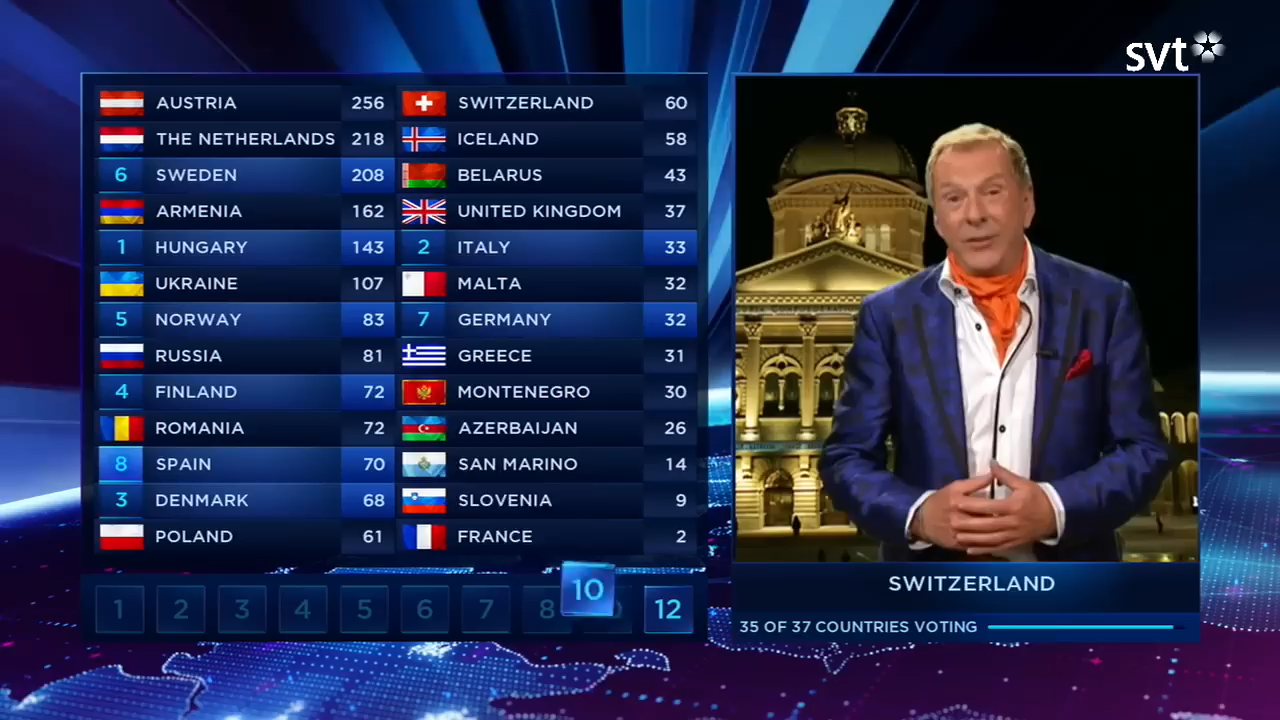 svt
AUSTRIA 256
THE NETHERLANDS 218
6 SWEDEN 208
ARMENIA 162
1 HUNGARY 143
UKRAINE 107
5 NORWAY 83
RUSSIA 81
4 FINLAND 72
ROMANIA 72
8 SPAIN 70
3 DENMARK 68
POLAND 61
SWITZERLAND 60
ICELAND 58
BELARUS 43
UNITED KINGDOM 37
2 ITALY 33
MALTA 32
7 GERMANY 32
GREECE 31
MONTENEGRO 30
AZERBAIJAN 26
SAN MARINO 14
SLOVENIA 9
FRANCE 2
1 2 3 4 5 6 7 8 10 12
SWITZERLAND
35 OF 37 COUNTRIES VOTING